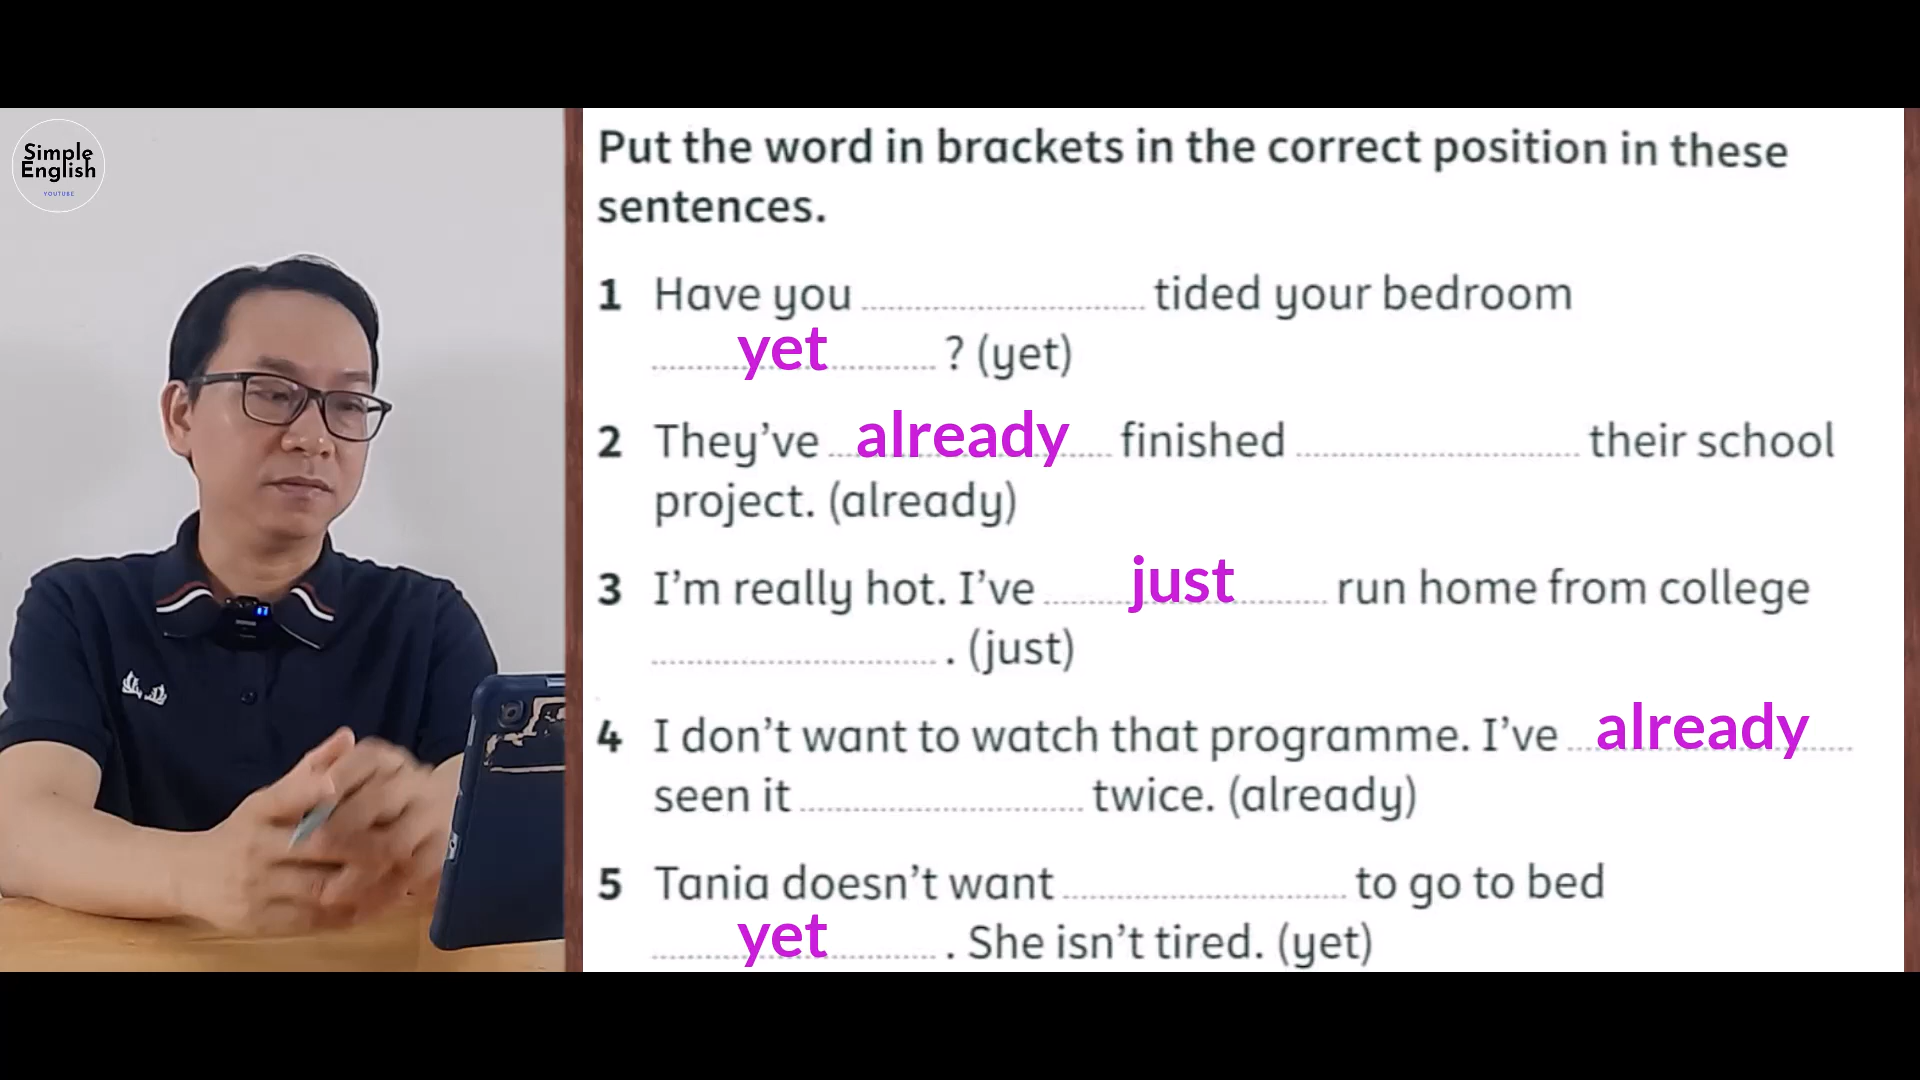 Simple
English
YOUTUBE
Put the word in brackets in the correct position in these
sentences.
1 Have you ........................ tided your bedroom
yet ? (yet)
2 They've already finished ........................ their school
project. (already)
3 I'm really hot. I've just run home from college
........................ . (just)
4 I don't want to watch that programme. I've already
seen it ........................ twice. (already)
5 Tania doesn't want ........................ to go to bed
yet . She isn't tired. (yet)